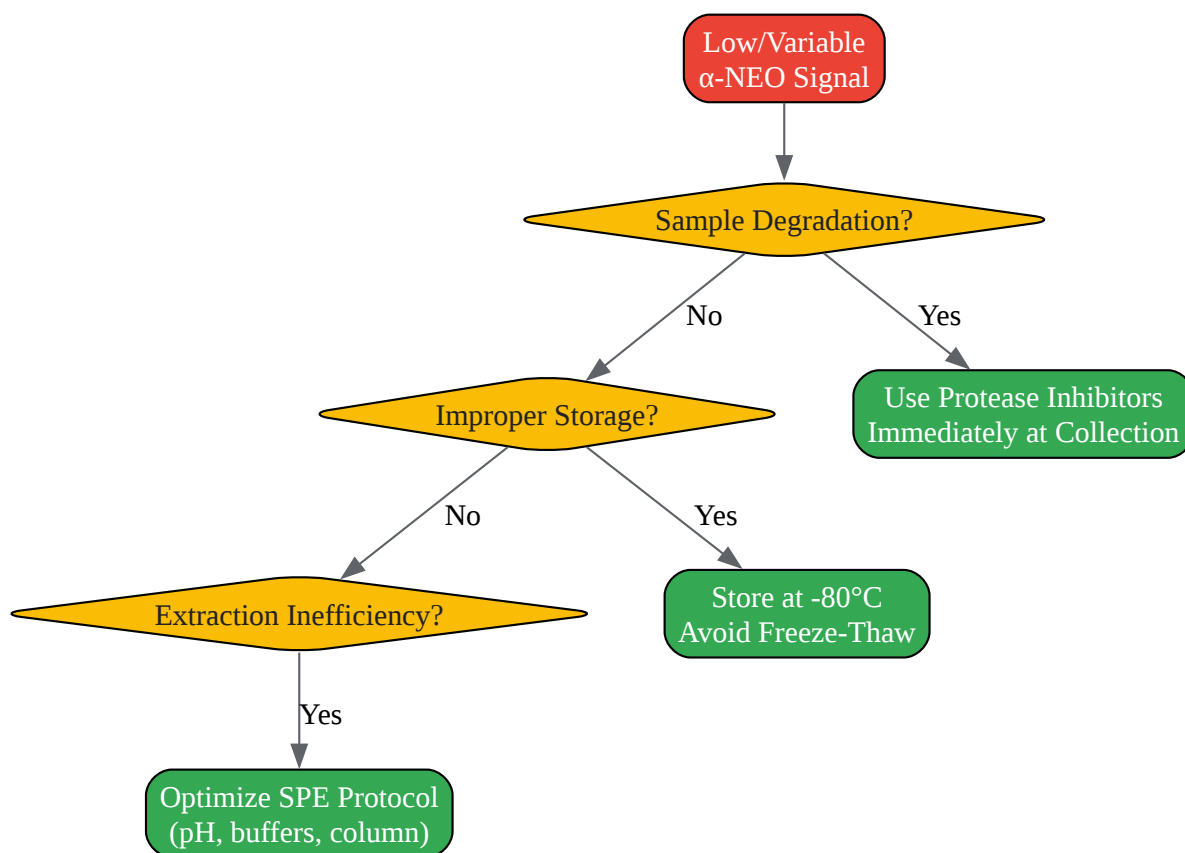 Low/Variable
α-NEO Signal
Sample Degradation?
No
Yes
Improper Storage?
Use Protease Inhibitors
Immediately at Collection
No
Yes
Extraction Inefficiency?
Store at -80°C
Avoid Freeze-Thaw
Yes
Optimize SPE Protocol
(pH, buffers, column)